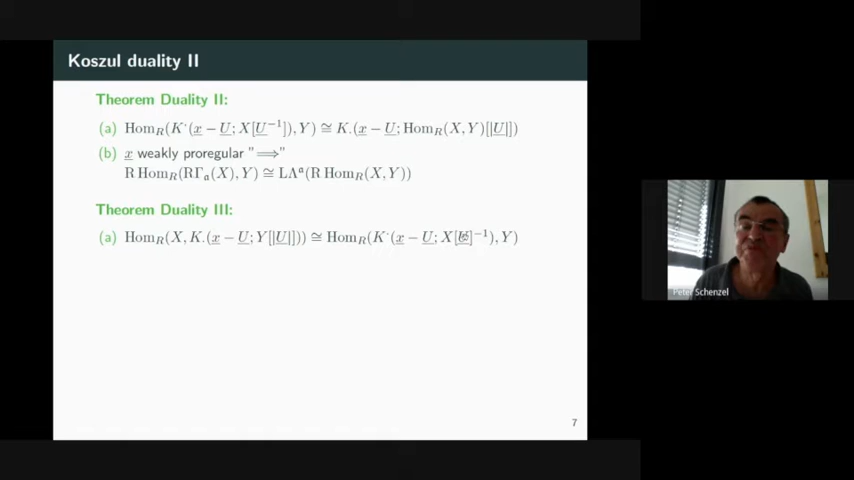 Koszul duality II
Theorem Duality II:
(a) Hom_R(K^·(x̲ − U̲; X[U̲^{−1}]), Y) ≅ K_·(x̲ − U̲; Hom_R(X, Y)[|U̲|])
(b) x̲ weakly proregular "⟹"
R Hom_R(RΓ_𝔞(X), Y) ≅ LΛ^𝔞(R Hom_R(X, Y))
Theorem Duality III:
(a) Hom_R(X, K_·(x̲ − U̲; Y[|U̲|])) ≅ Hom_R(K^·(x̲ − U̲; X[U̲]^{−1}), Y)
7
Peter Schenzel